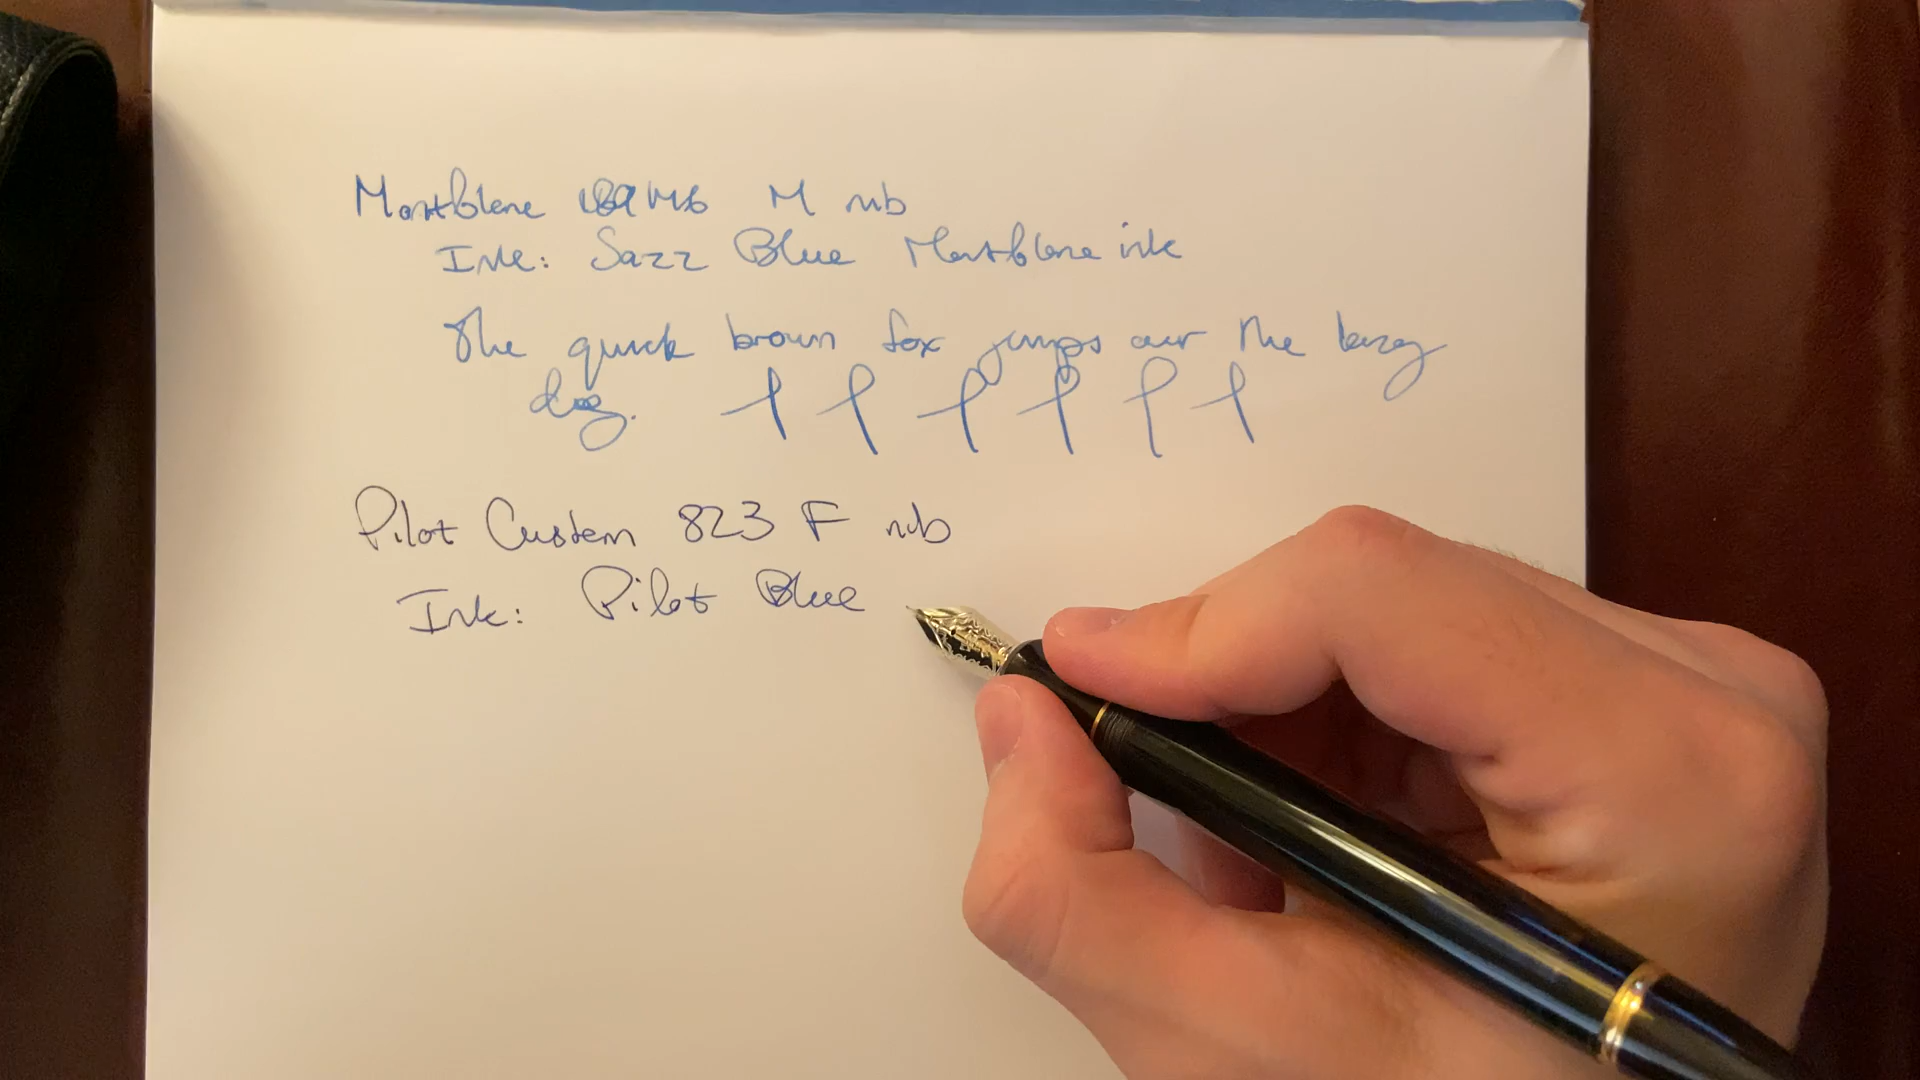 Montblanc M nib
Ink: Jazz Blue Montblanc ink
The quick brown fox jumps over the lazy
dog.
Pilot Custom 823 F nib
Ink: Pilot Blue